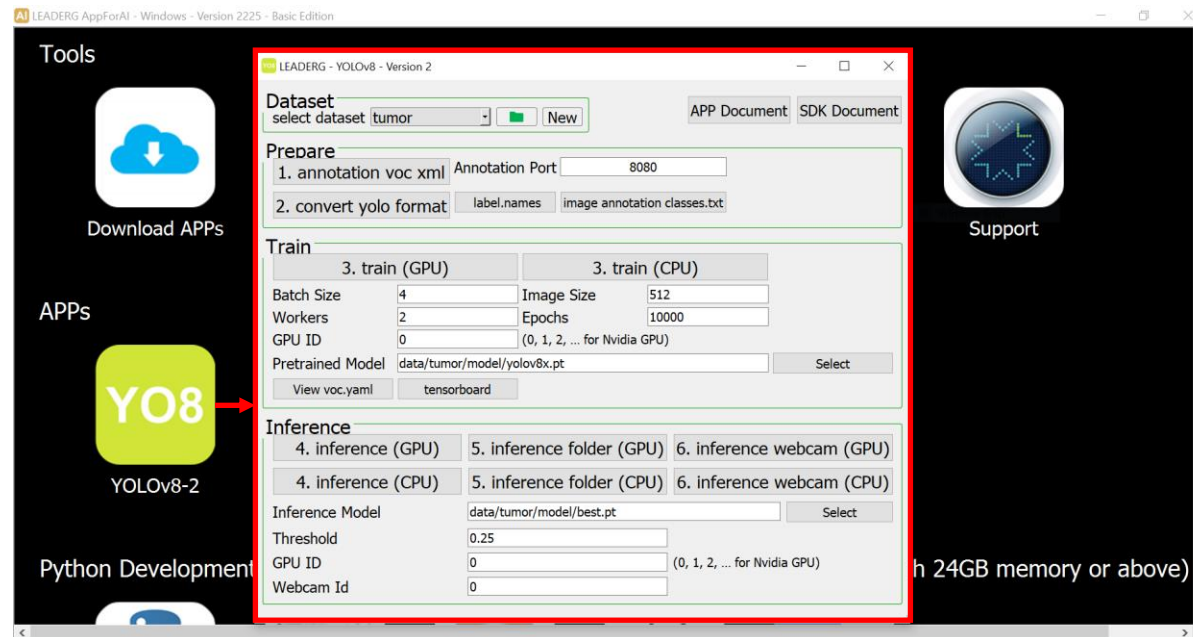 AI LEADERG AppForAI - Windows - Version 2225 - Basic Edition
Tools
Download APPs
Support
APPs
YO8
YOLOv8-2
Python Development
h 24GB memory or above)
YO8 LEADERG - YOLOv8 - Version 2
Dataset
select dataset tumor New
APP Document SDK Document
Prepare
1. annotation voc xml Annotation Port 8080
2. convert yolo format label.names image annotation classes.txt
Train
3. train (GPU) 3. train (CPU)
Batch Size 4 Image Size 512
Workers 2 Epochs 10000
GPU ID 0 (0, 1, 2, ... for Nvidia GPU)
Pretrained Model data/tumor/model/yolov8x.pt Select
View voc.yaml tensorboard
Inference
4. inference (GPU) 5. inference folder (GPU) 6. inference webcam (GPU)
4. inference (CPU) 5. inference folder (CPU) 6. inference webcam (CPU)
Inference Model data/tumor/model/best.pt Select
Threshold 0.25
GPU ID 0 (0, 1, 2, ... for Nvidia GPU)
Webcam Id 0